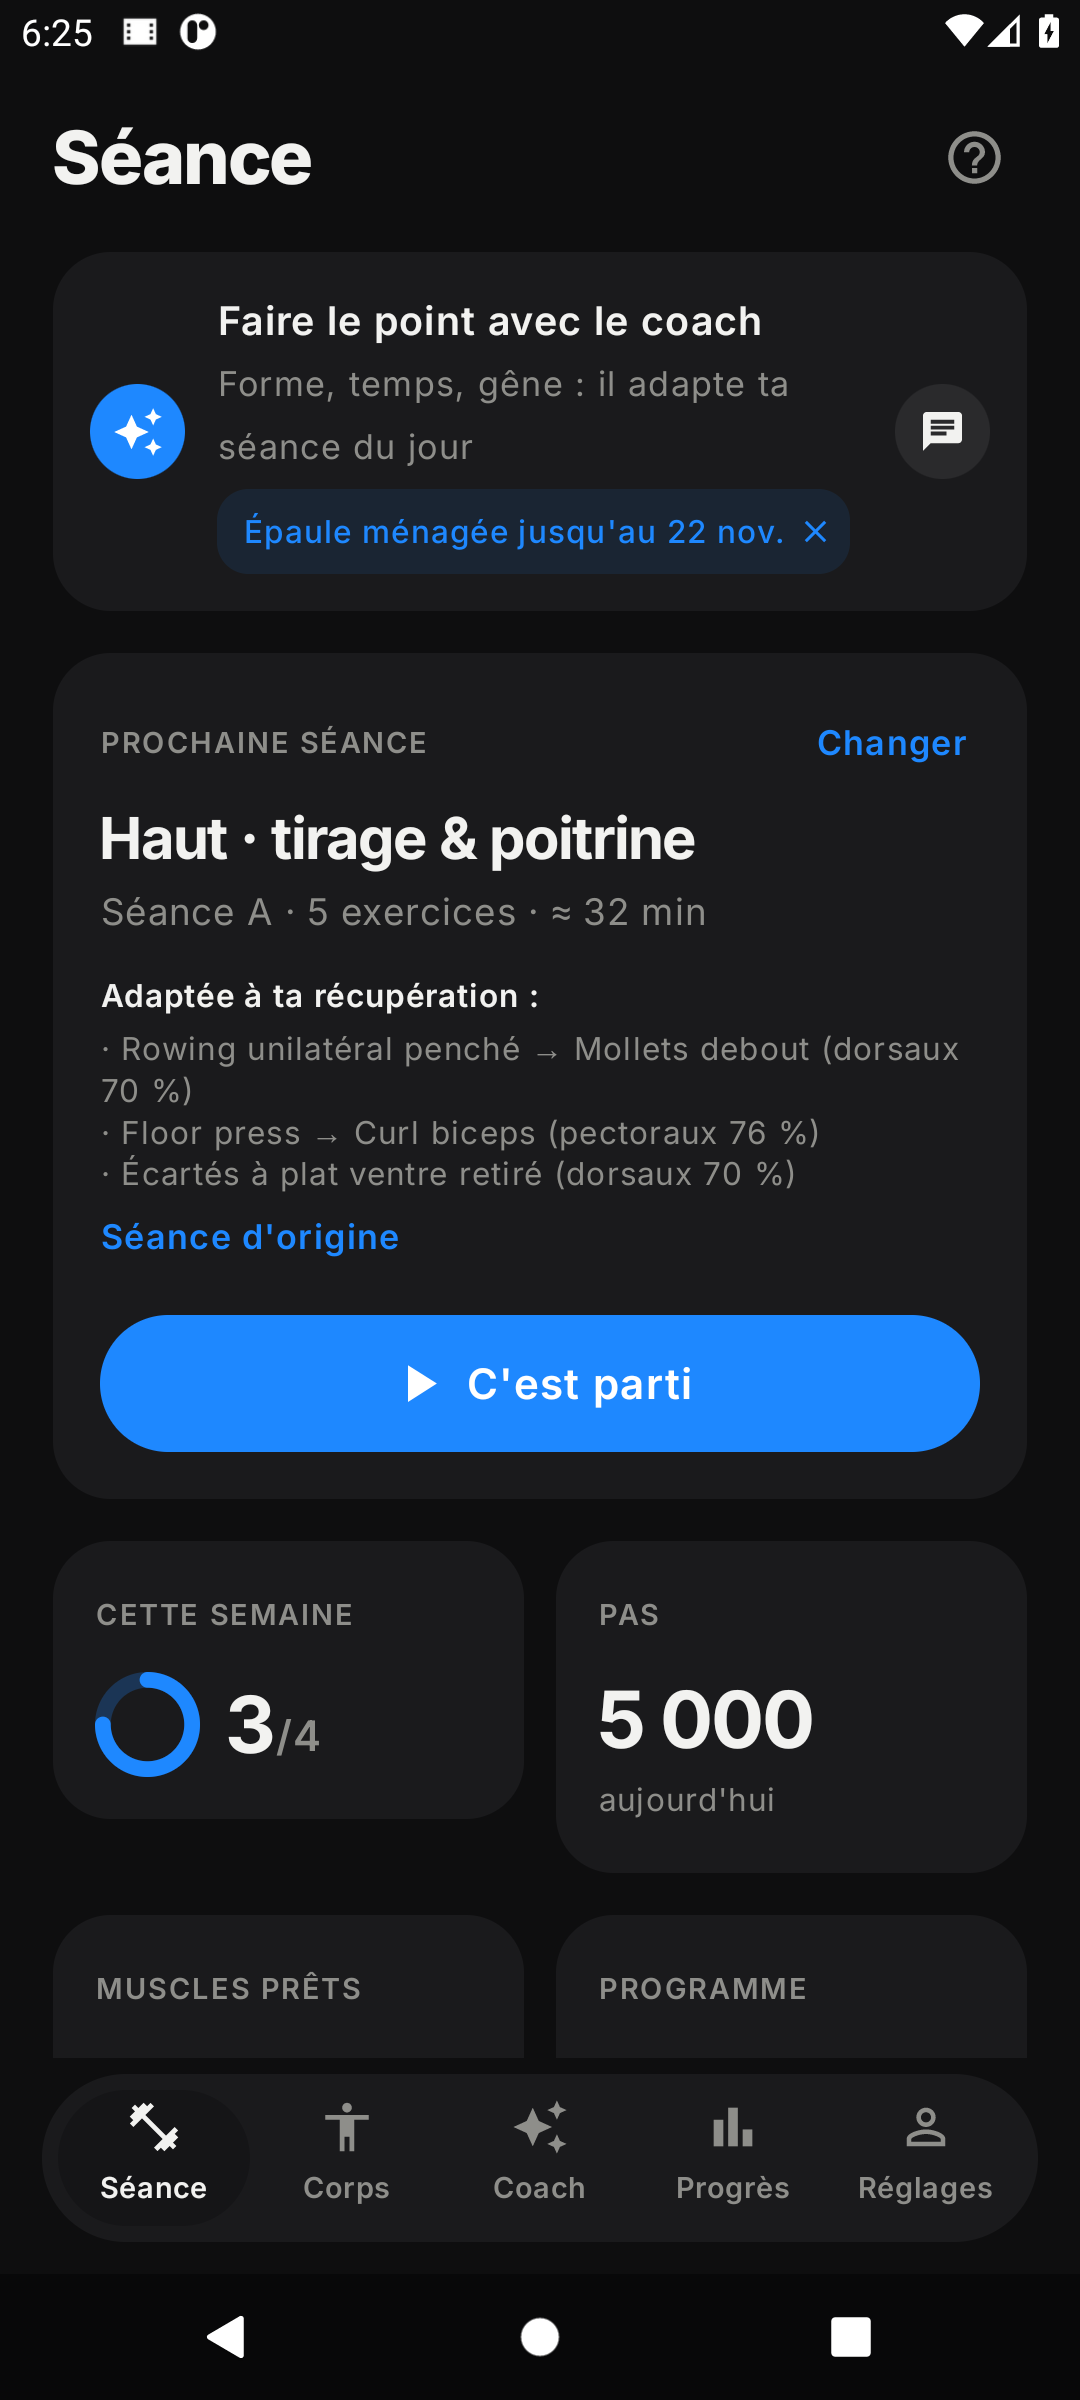 6:25
Séance
Faire le point avec le coach
Forme, temps, gêne : il adapte ta
séance du jour
Épaule ménagée jusqu'au 22 nov.
PROCHAINE SÉANCE
Changer
Haut · tirage & poitrine
Séance A · 5 exercices · ≈ 32 min
Adaptée à ta récupération :
· Rowing unilatéral penché → Mollets debout (dorsaux
70 %)
· Floor press → Curl biceps (pectoraux 76 %)
· Écartés à plat ventre retiré (dorsaux 70 %)
Séance d'origine
C'est parti
CETTE SEMAINE
3/4
PAS
5 000
aujourd'hui
MUSCLES PRÊTS
PROGRAMME
Séance
Corps
Coach
Progrès
Réglages